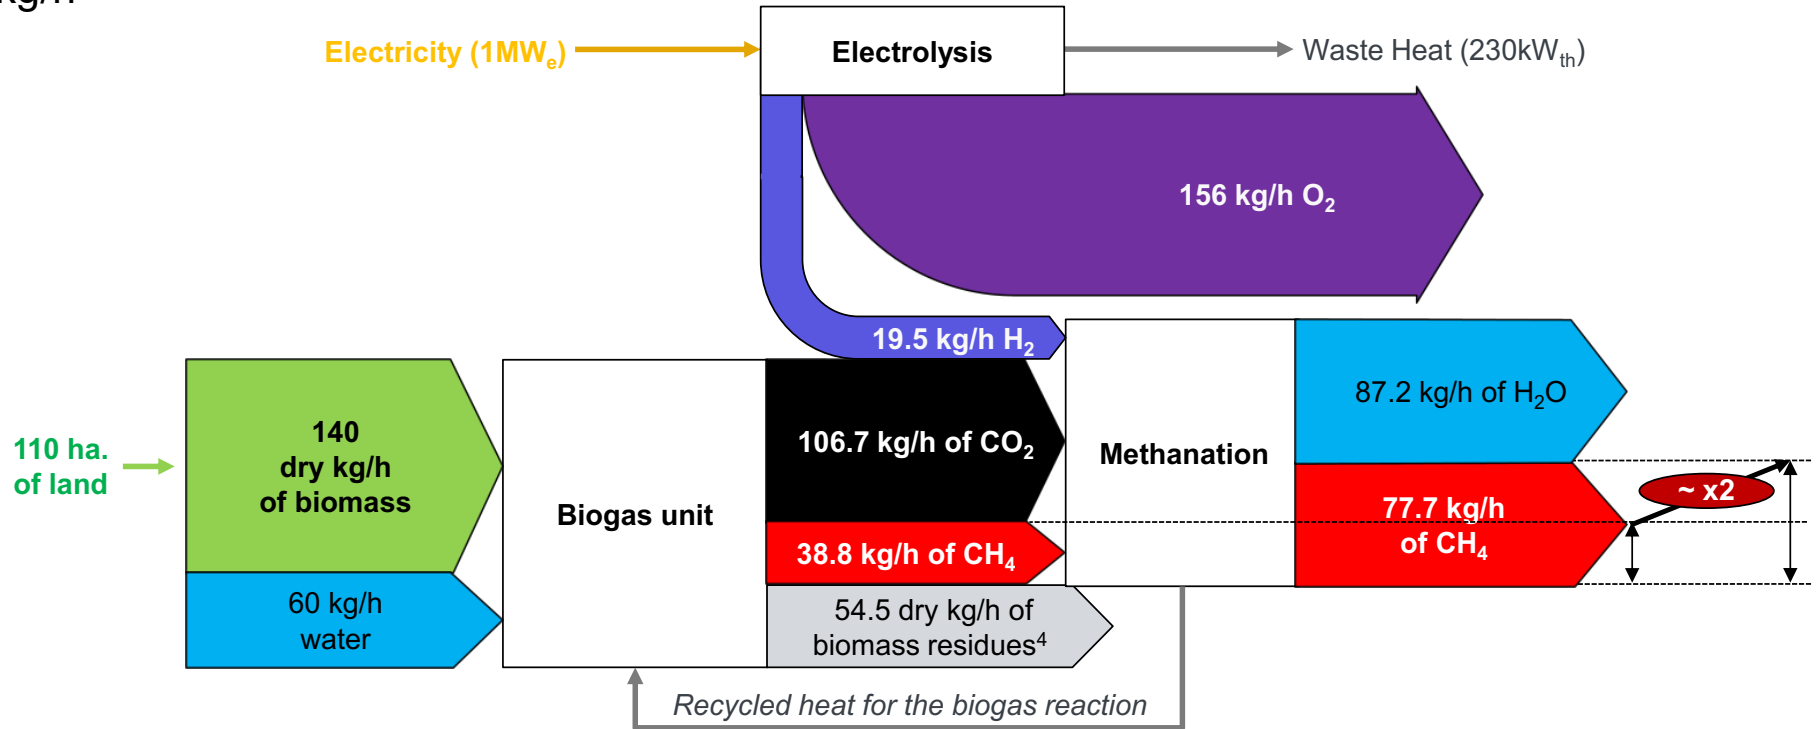 kg/h
Electricity (1MWe)
Electrolysis
Waste Heat (230kWth)
156 kg/h O2
19.5 kg/h H2
110 ha.
of land
140
dry kg/h
of biomass
60 kg/h
water
Biogas unit
106.7 kg/h of CO2
38.8 kg/h of CH4
54.5 dry kg/h of
biomass residues4
Methanation
87.2 kg/h of H2O
77.7 kg/h
of CH4
~ x2
Recycled heat for the biogas reaction